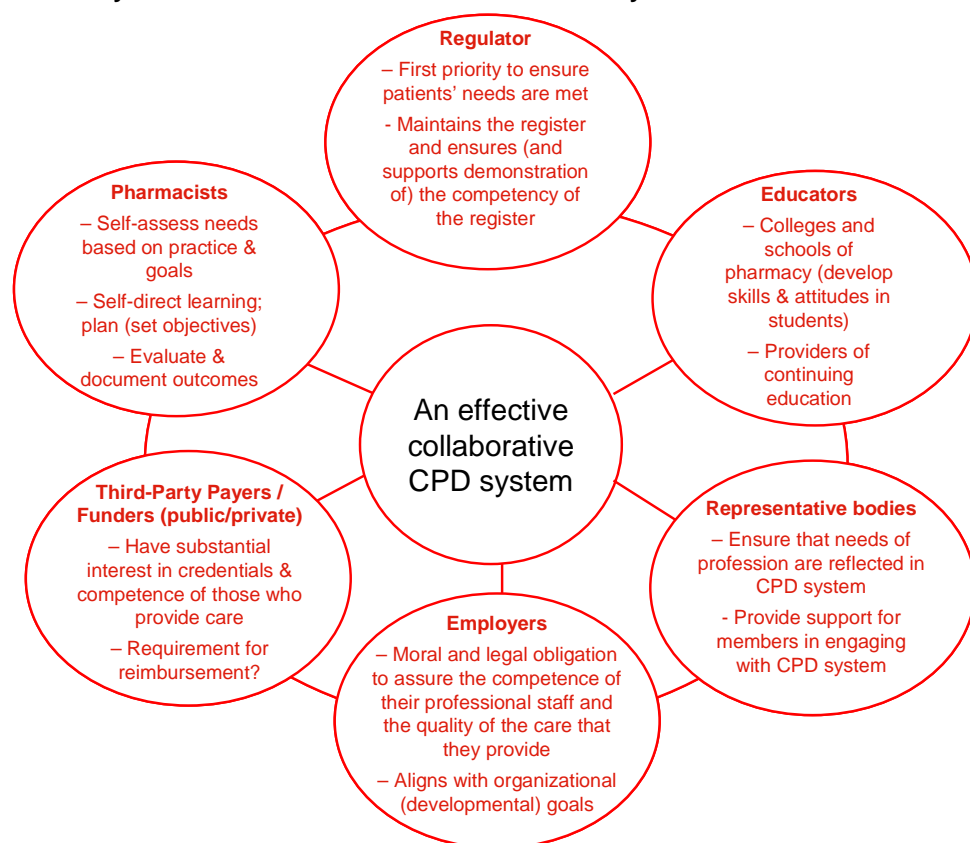 Regulator
– First priority to ensure
patients’ needs are met
- Maintains the register
and ensures (and
supports demonstration
of) the competency of
the register
Pharmacists
– Self-assess needs
based on practice &
goals
– Self-direct learning;
plan (set objectives)
– Evaluate &
document outcomes
Educators
– Colleges and
schools of
pharmacy (develop
skills & attitudes in
students)
– Providers of
continuing
education
An effective
collaborative
CPD system
Third-Party Payers /
Funders (public/private)
– Have substantial
interest in credentials &
competence of those who
provide care
– Requirement for
reimbursement?
Representative bodies
– Ensure that needs of
profession are reflected in
CPD system
- Provide support for
members in engaging
with CPD system
Employers
– Moral and legal obligation
to assure the competence of
their professional staff and
the quality of the care that
they provide
– Aligns with organizational
(developmental) goals